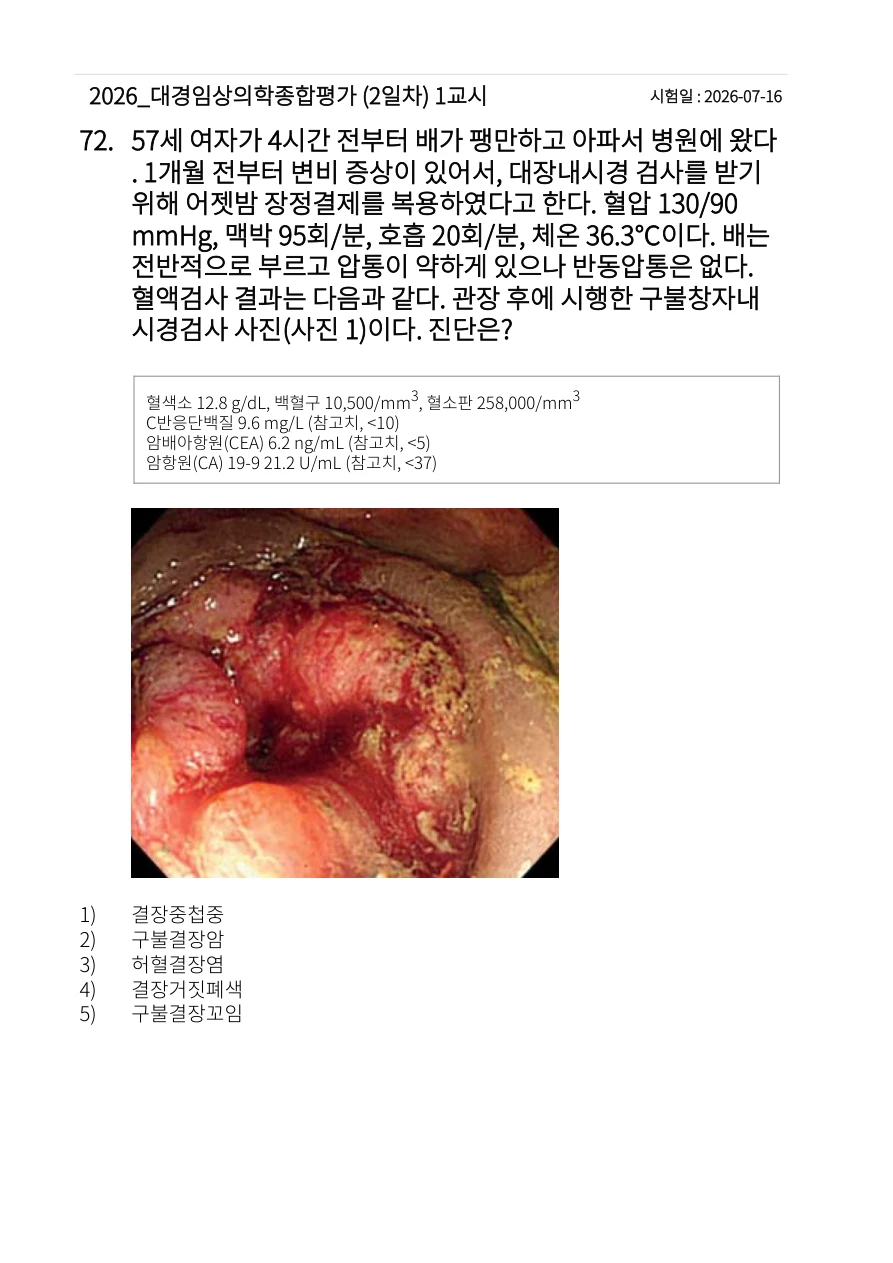 2026_대경임상의학종합평가 (2일차) 1교시
시험일 : 2026-07-16
72. 57세 여자가 4시간 전부터 배가 팽만하고 아파서 병원에 왔다
. 1개월 전부터 변비 증상이 있어서, 대장내시경 검사를 받기
위해 어젯밤 장정결제를 복용하였다고 한다. 혈압 130/90
mmHg, 맥박 95회/분, 호흡 20회/분, 체온 36.3℃이다. 배는
전반적으로 부르고 압통이 약하게 있으나 반동압통은 없다.
혈액검사 결과는 다음과 같다. 관장 후에 시행한 구불창자내
시경검사 사진(사진 1)이다. 진단은?
혈색소 12.8 g/dL, 백혈구 10,500/mm³, 혈소판 258,000/mm³
C반응단백질 9.6 mg/L (참고치, <10)
암배아항원(CEA) 6.2 ng/mL (참고치, <5)
암항원(CA) 19-9 21.2 U/mL (참고치, <37)
1) 결장중첩중
2) 구불결장암
3) 허혈결장염
4) 결장거짓폐색
5) 구불결장꼬임